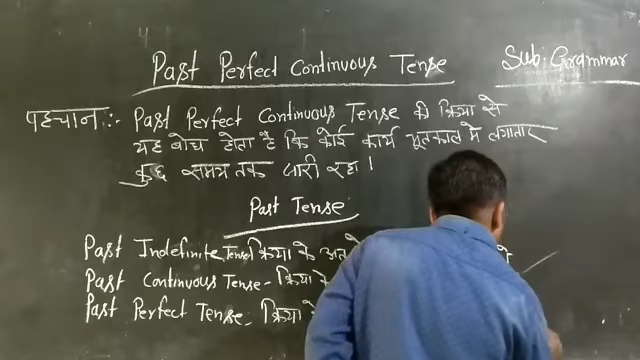 Past Perfect Continuous Tense
Sub: Grammar
पहचान :- Past Perfect Continuous Tense की क्रिया से
यह बोध होता है कि कोई कार्य भूतकाल में लगातार
कुछ समय तक जारी रहा।
Past Tense
Past Indefinite Tense क्रिया के अन्त
Past Continuous Tense - क्रिया के
Past Perfect Tense - क्रिया के